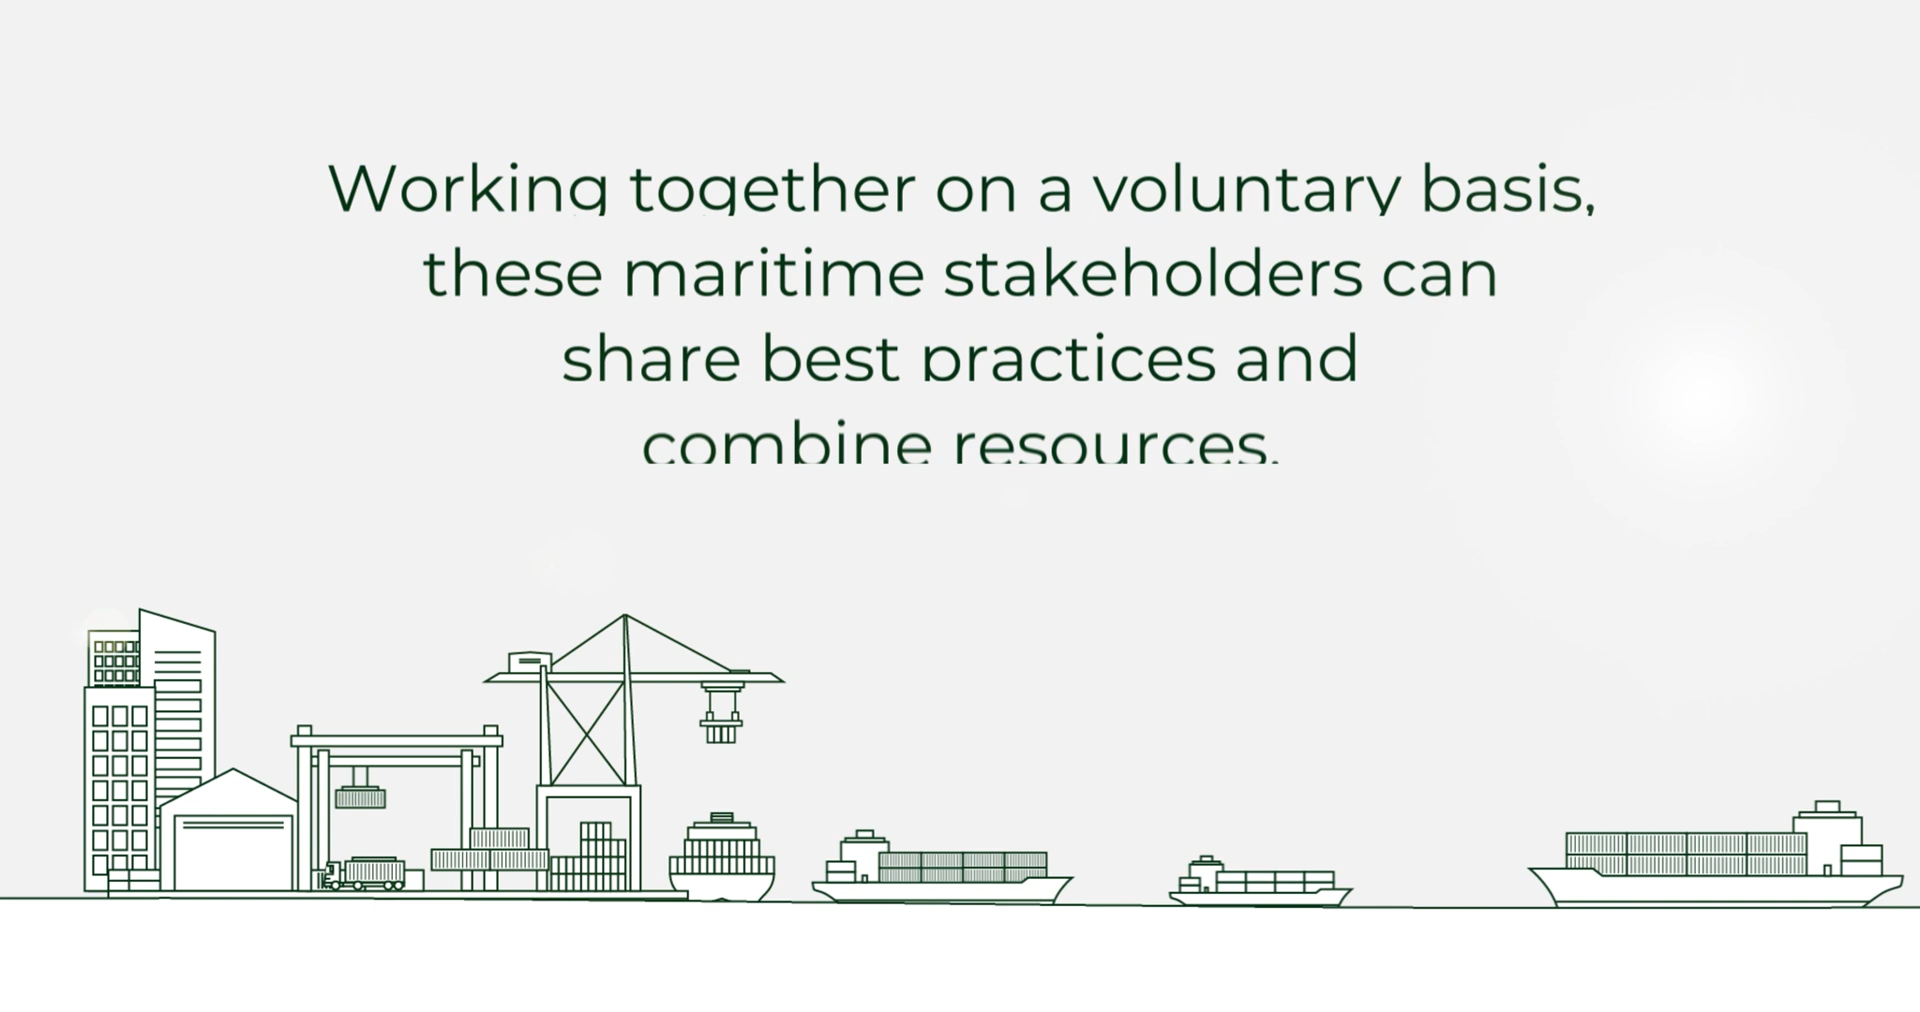 Working together on a voluntary basis,
these maritime stakeholders can
share best practices and
combine resources.